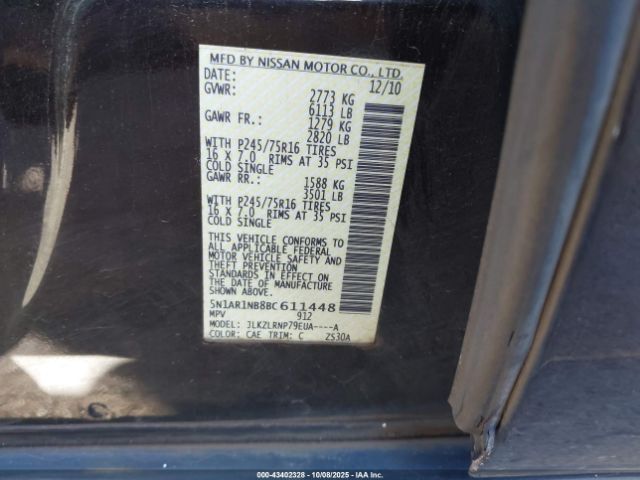 MFD BY NISSAN MOTOR CO., LTD.
DATE: 12/10
GVWR: 2773 KG
6113 LB
GAWR FR.: 1279 KG
2820 LB
WITH P245/75R16 TIRES
16 X 7.0 RIMS AT 35 PSI
COLD SINGLE
GAWR RR.: 1588 KG
3501 LB
WITH P245/75R16 TIRES
16 X 7.0 RIMS AT 35 PSI
COLD SINGLE
THIS VEHICLE CONFORMS TO
ALL APPLICABLE FEDERAL
MOTOR VEHICLE SAFETY AND
THEFT PREVENTION
STANDARDS IN EFFECT ON
THE DATE OF MANUFACTURE
SHOWN ABOVE.
5N1AR1NB8BC611448
MPV 912
MODEL: JLKZLRNP79EUA----A
COLOR: CAE TRIM: C ZS30A
000-43402328 - 10/08/2025 - IAA Inc.